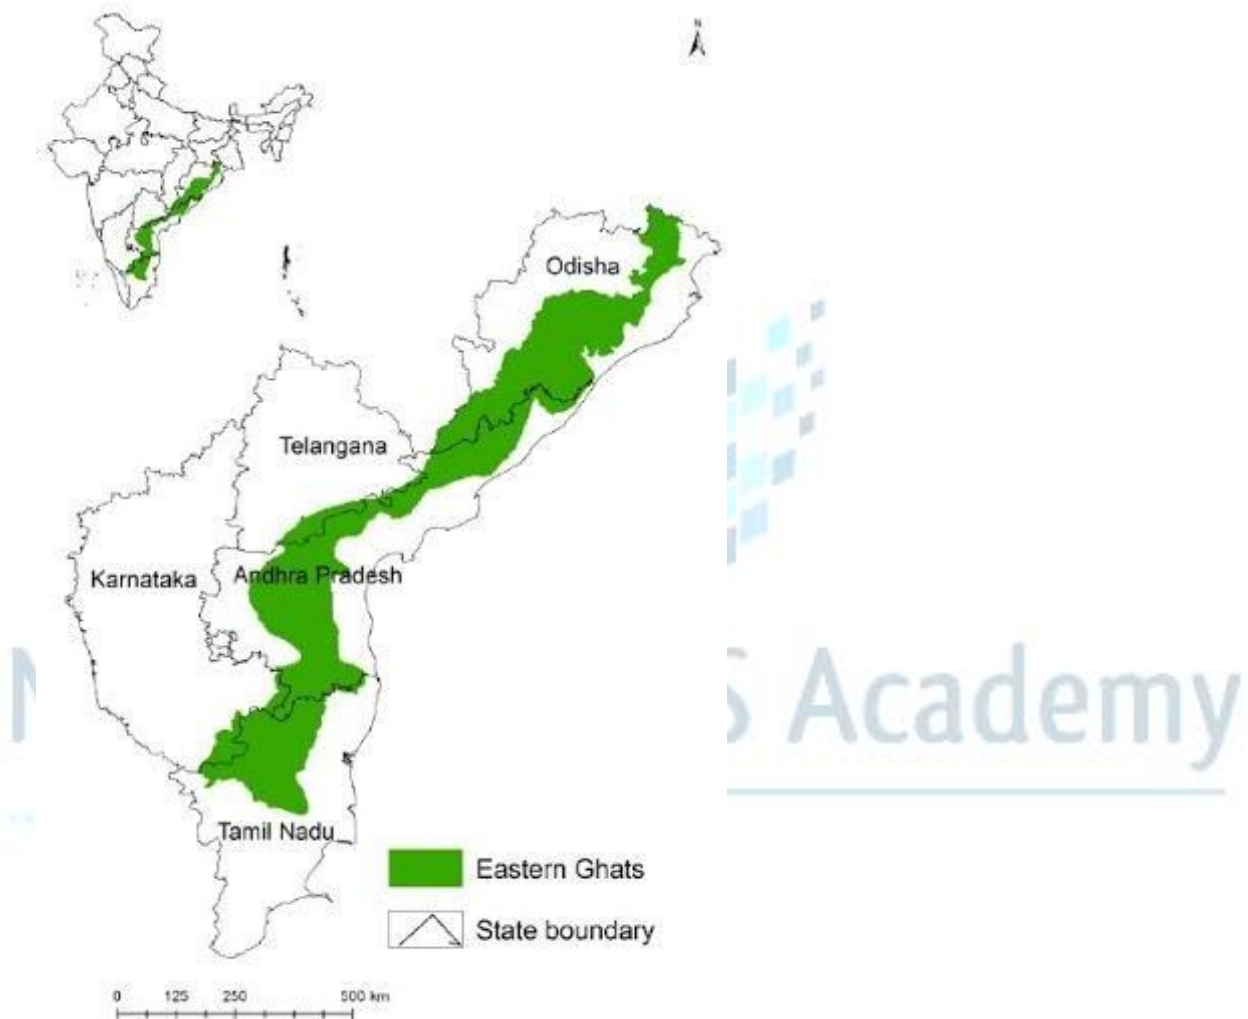 N
Odisha
Telangana
Karnataka
Andhra Pradesh
N S Academy
Tamil Nadu
Eastern Ghats
State boundary
0 125 250 500 km